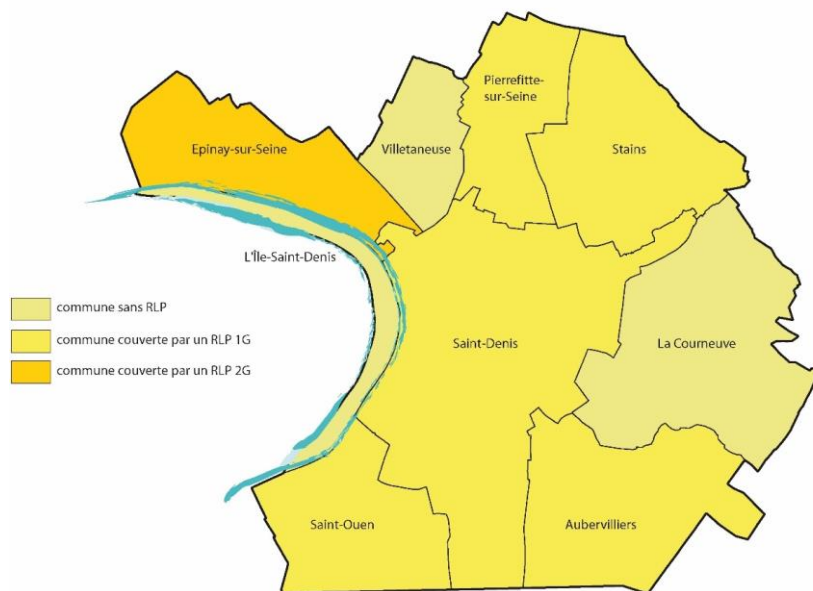 Pierrefitte-
sur-Seine
Epinay-sur-Seine
Villetaneuse
Stains
L'Île-Saint-Denis
commune sans RLP
commune couverte par un RLP 1G
commune couverte par un RLP 2G
Saint-Denis
La Courneuve
Saint-Ouen
Aubervilliers